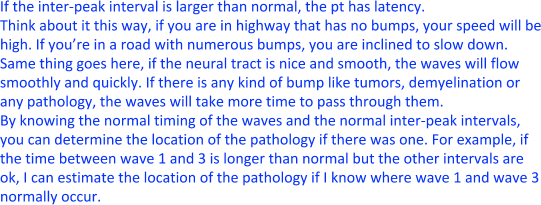 If the inter-peak interval is larger than normal, the pt has latency.
Think about it this way, if you are in highway that has no bumps, your speed will be
high. If you’re in a road with numerous bumps, you are inclined to slow down.
Same thing goes here, if the neural tract is nice and smooth, the waves will flow
smoothly and quickly. If there is any kind of bump like tumors, demyelination or
any pathology, the waves will take more time to pass through them.
By knowing the normal timing of the waves and the normal inter-peak intervals,
you can determine the location of the pathology if there was one. For example, if
the time between wave 1 and 3 is longer than normal but the other intervals are
ok, I can estimate the location of the pathology if I know where wave 1 and wave 3
normally occur.